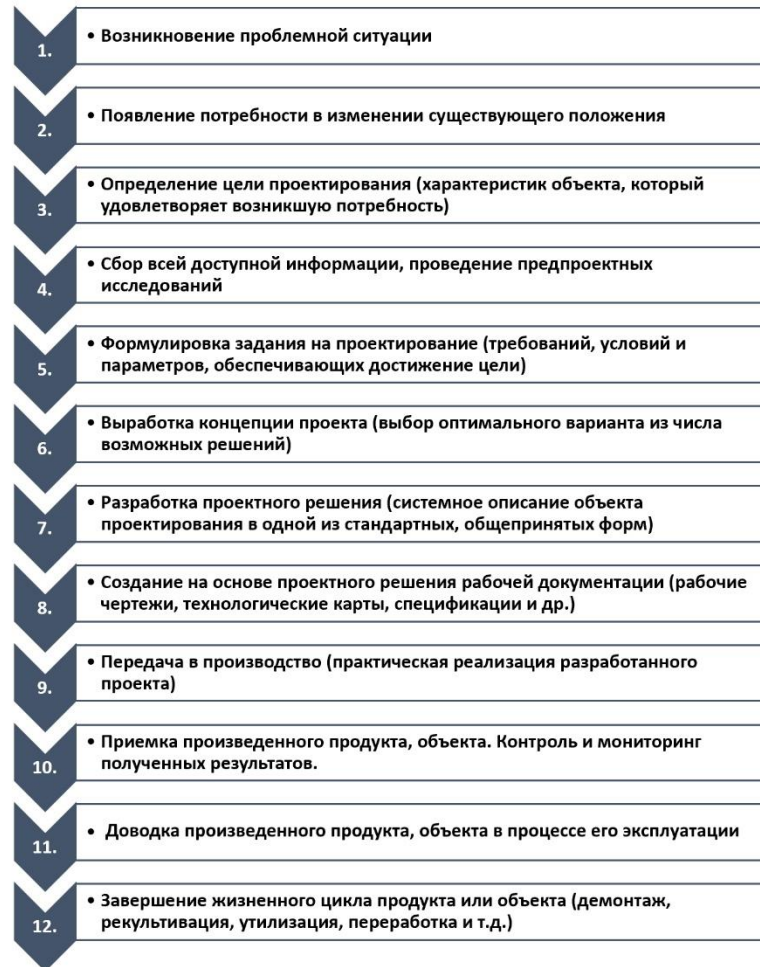 1.
• Возникновение проблемной ситуации
2.
• Появление потребности в изменении существующего положения
3.
• Определение цели проектирования (характеристик объекта, который
удовлетворяет возникшую потребность)
4.
• Сбор всей доступной информации, проведение предпроектных
исследований
5.
• Формулировка задания на проектирование (требований, условий и
параметров, обеспечивающих достижение цели)
6.
• Выработка концепции проекта (выбор оптимального варианта из числа
возможных решений)
7.
• Разработка проектного решения (системное описание объекта
проектирования в одной из стандартных, общепринятых форм)
8.
• Создание на основе проектного решения рабочей документации (рабочие
чертежи, технологические карты, спецификации и др.)
9.
• Передача в производство (практическая реализация разработанного
проекта)
10.
• Приемка произведенного продукта, объекта. Контроль и мониторинг
полученных результатов.
11.
• Доводка произведенного продукта, объекта в процессе его эксплуатации
12.
• Завершение жизненного цикла продукта или объекта (демонтаж,
рекультивация, утилизация, переработка и т.д.)